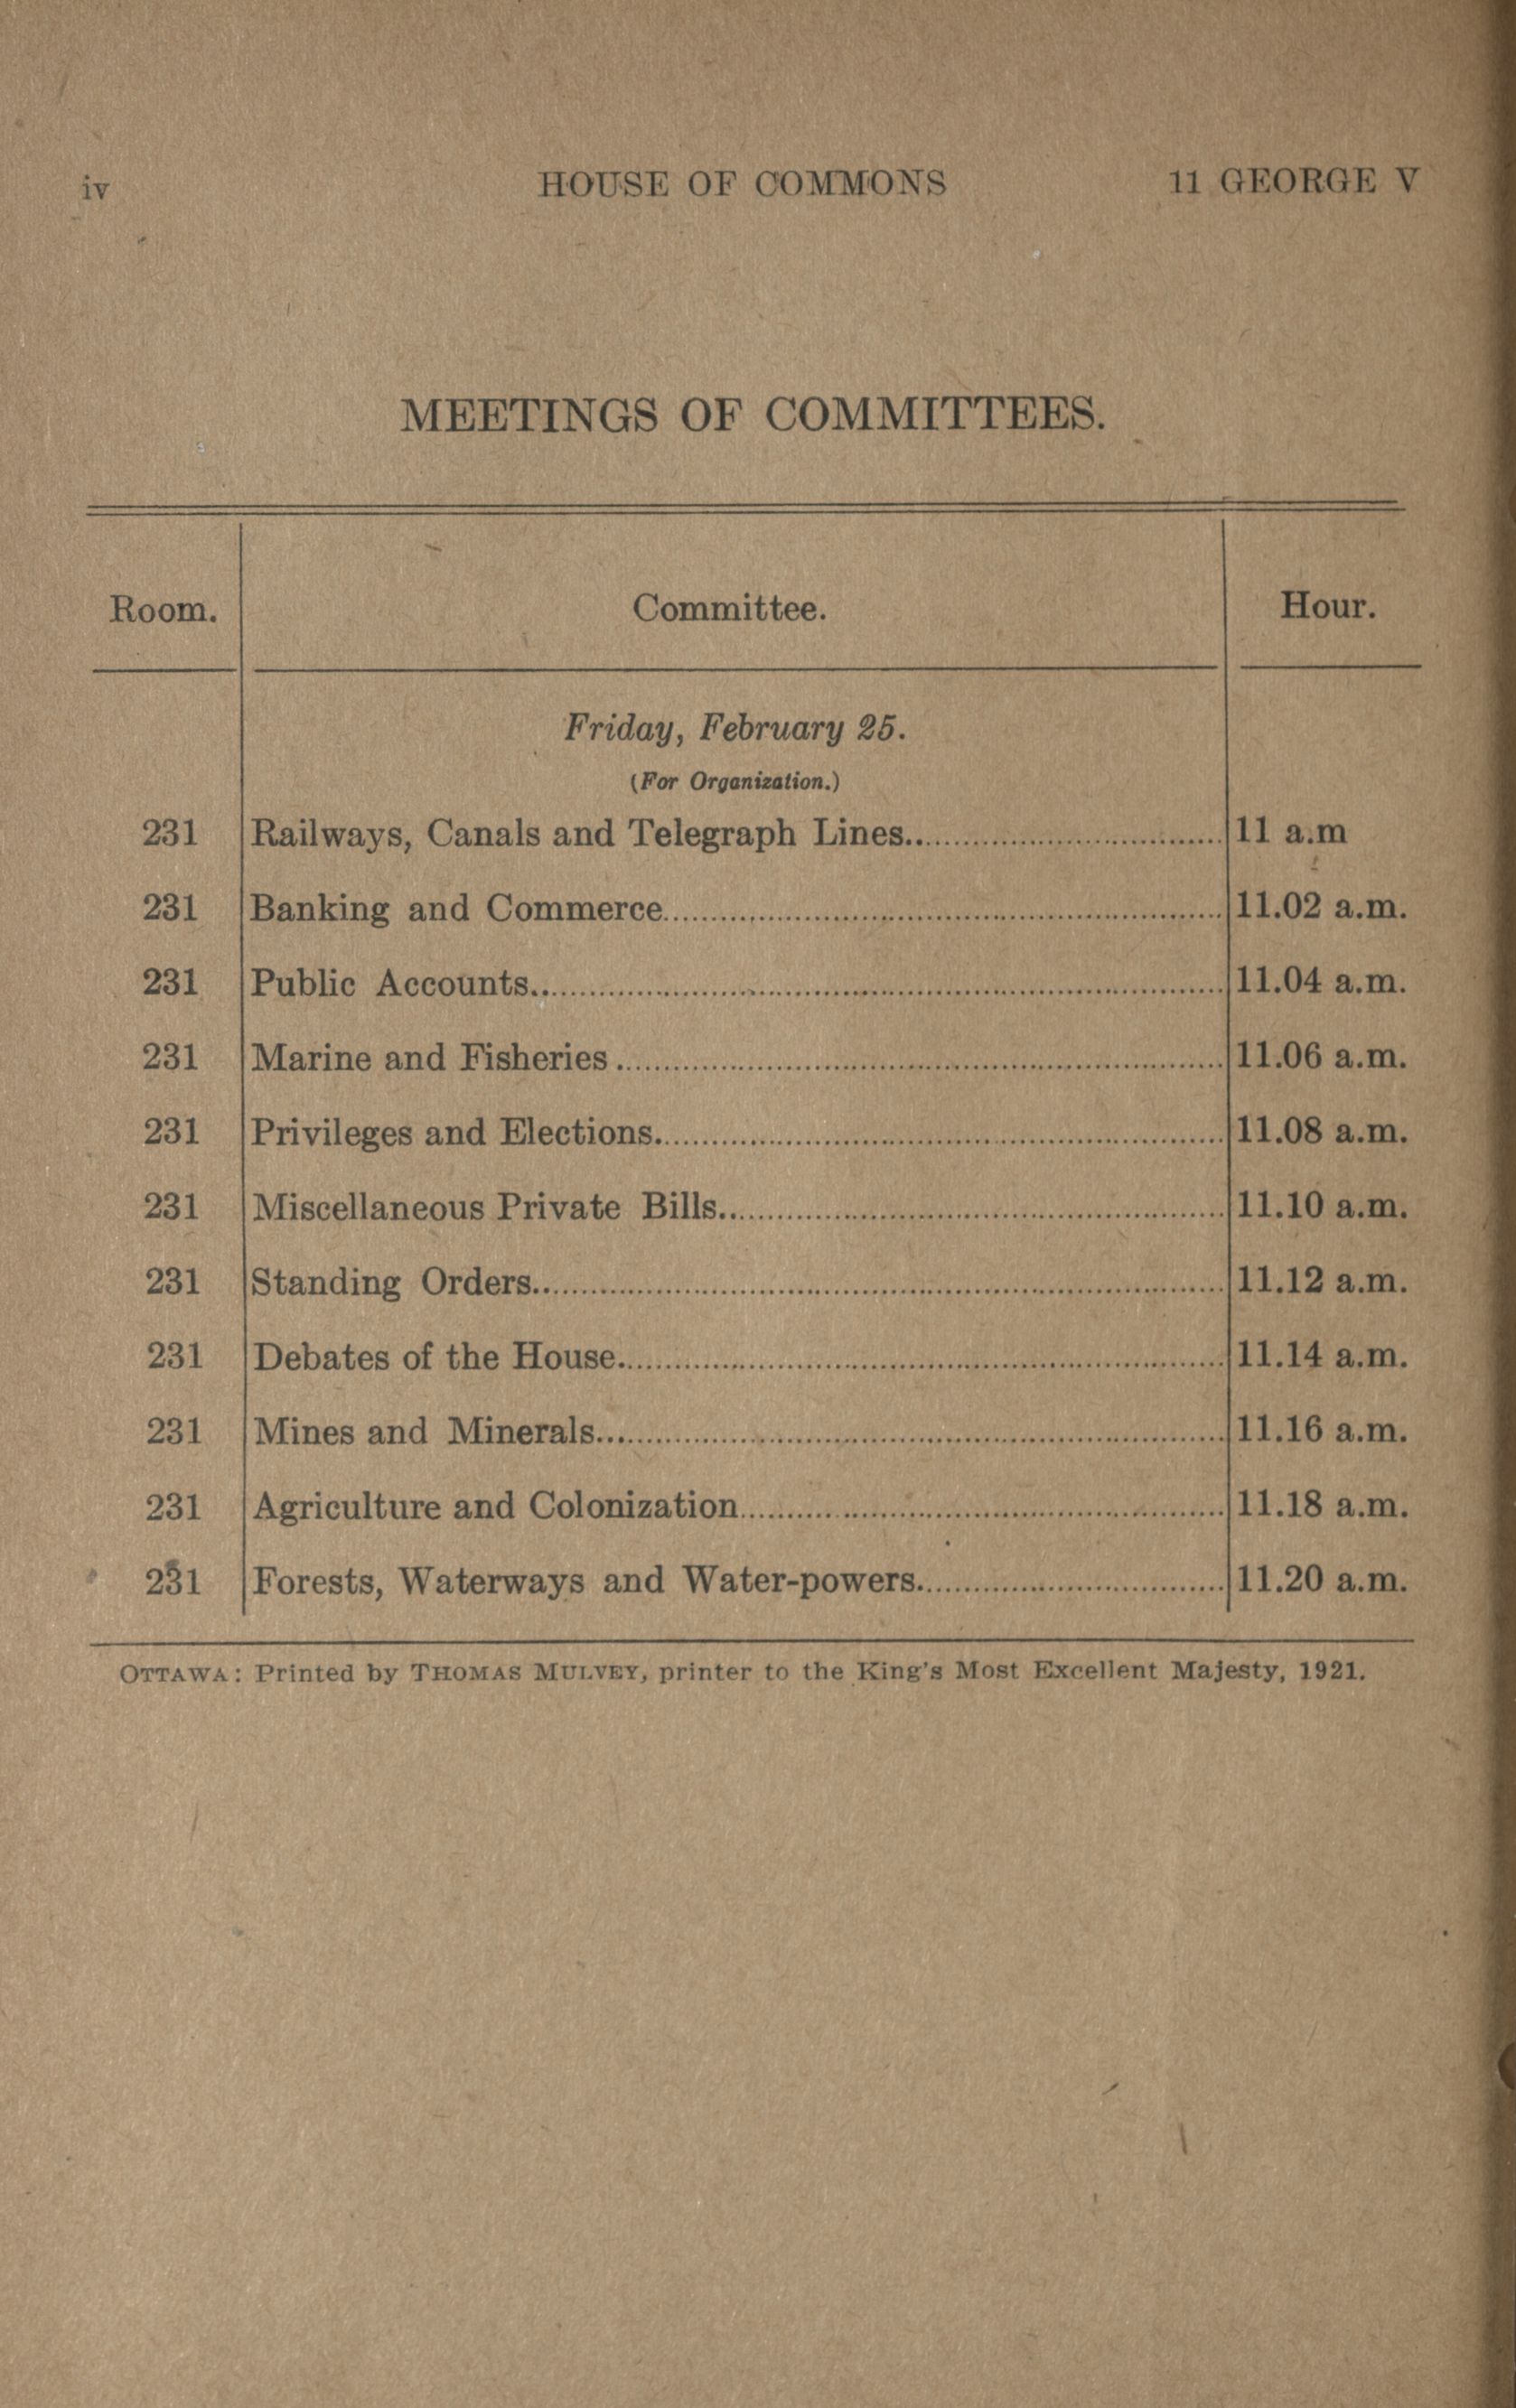 iv HOUSE OF COMMONS 11 GEORGE V
MEETINGS OF COMMITTEES.
Room. Committee. Hour.
Friday, February 25.
(For Organization.)
231 Railways, Canals and Telegraph Lines 11 a.m
231 Banking and Commerce 11.02 a.m.
231 Public Accounts 11.04 a.m.
231 Marine and Fisheries 11.06 a.m.
231 Privileges and Elections 11.08 a.m.
231 Miscellaneous Private Bills 11.10 a.m.
231 Standing Orders 11.12 a.m.
231 Debates of the House 11.14 a.m.
231 Mines and Minerals 11.16 a.m.
231 Agriculture and Colonization 11.18 a.m.
231 Forests, Waterways and Water-powers 11.20 a.m.
OTTAWA: Printed by THOMAS MULVEY, printer to the King's Most Excellent Majesty, 1921.